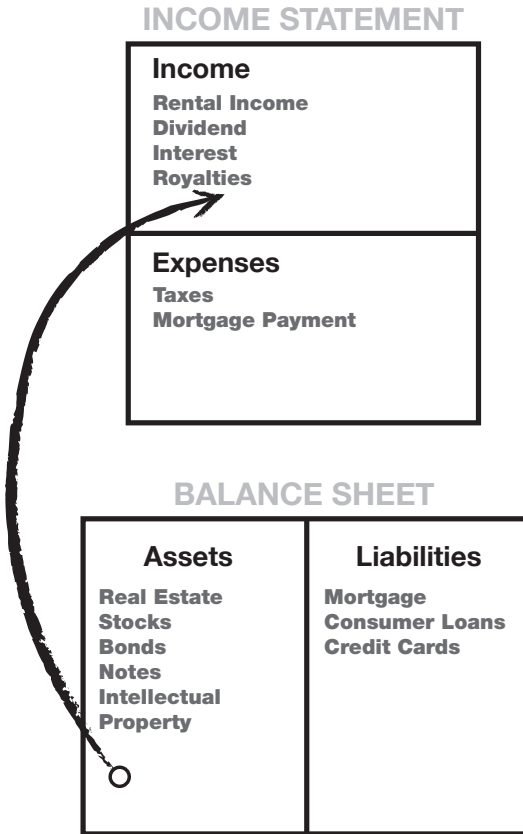 INCOME STATEMENT
Income
Rental Income
Dividend
Interest
Royalties
Expenses
Taxes
Mortgage Payment
BALANCE SHEET
Assets
Real Estate
Stocks
Bonds
Notes
Intellectual
Property
Liabilities
Mortgage
Consumer Loans
Credit Cards